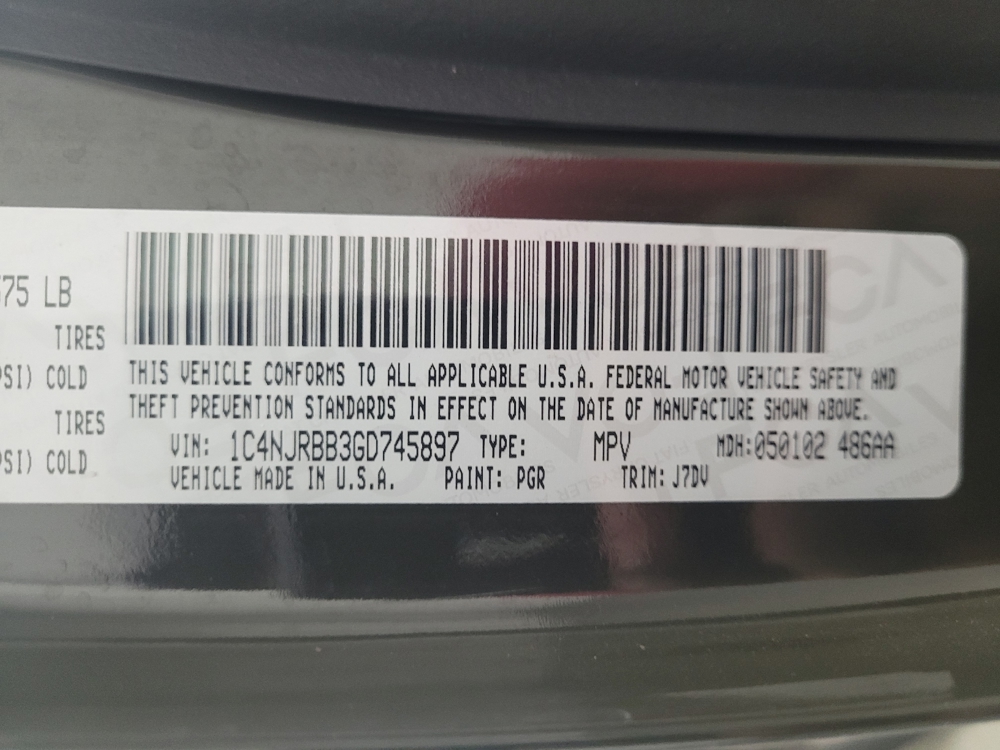 75 LB
TIRES
PSI) COLD
TIRES
PSI) COLD
THIS VEHICLE CONFORMS TO ALL APPLICABLE U.S.A. FEDERAL MOTOR VEHICLE SAFETY AND
THEFT PREVENTION STANDARDS IN EFFECT ON THE DATE OF MANUFACTURE SHOWN ABOVE.
VIN: 1C4NJRBB3GD745897 TYPE: MPV MDH:050102 486AA
VEHICLE MADE IN U.S.A. PAINT: PGR TRIM: J7DV